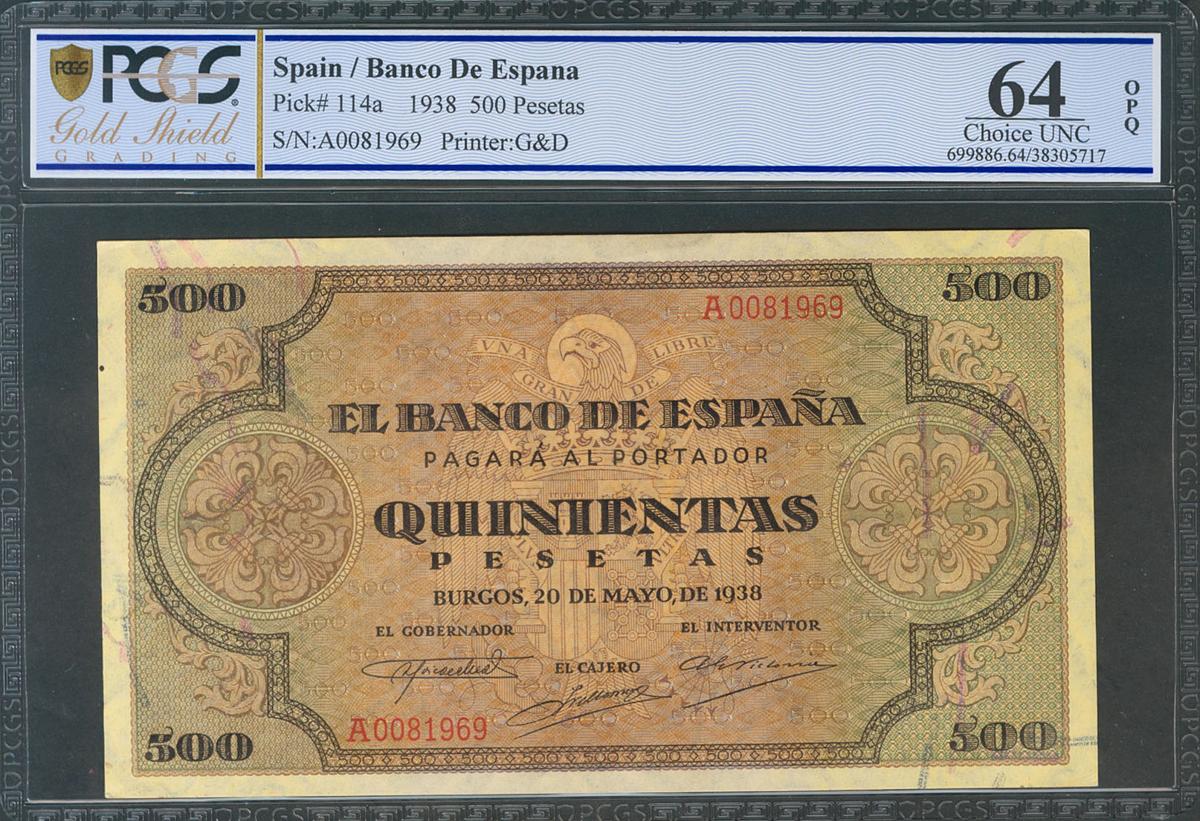 PCGS
Gold Shield
GRADING
Spain / Banco De Espana
Pick# 114a 1938 500 Pesetas
S/N:A0081969 Printer:G&D
64
Choice UNC
699886.64/38305717
OPQ
500
500
A0081969
UNA
LIBRE
GRANDE
EL BANCO DE ESPAÑA
PAGARÁ AL PORTADOR
QUINIENTAS
PESETAS
BURGOS, 20 DE MAYO, DE 1938
EL GOBERNADOR
EL INTERVENTOR
EL CAJERO
A0081969
500
500